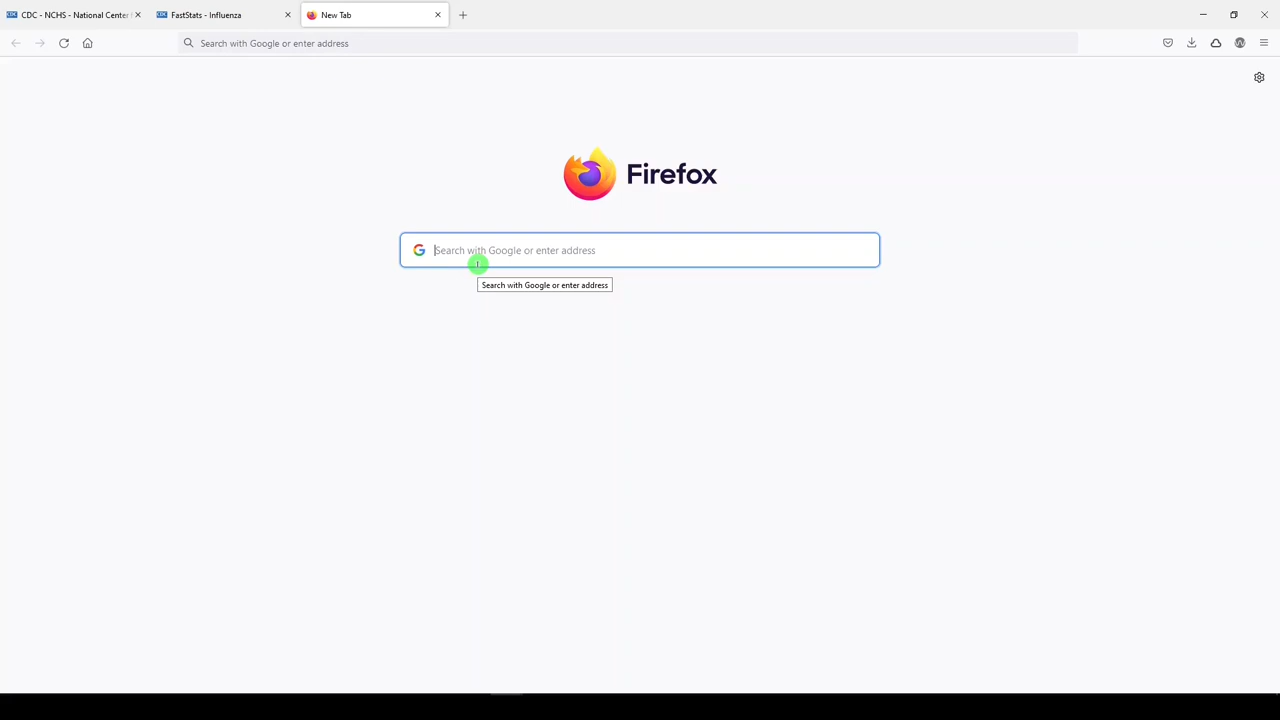 CDC - NCHS - National Center
FastStats - Influenza
New Tab
Search with Google or enter address
Firefox
Search with Google or enter address
Search with Google or enter address